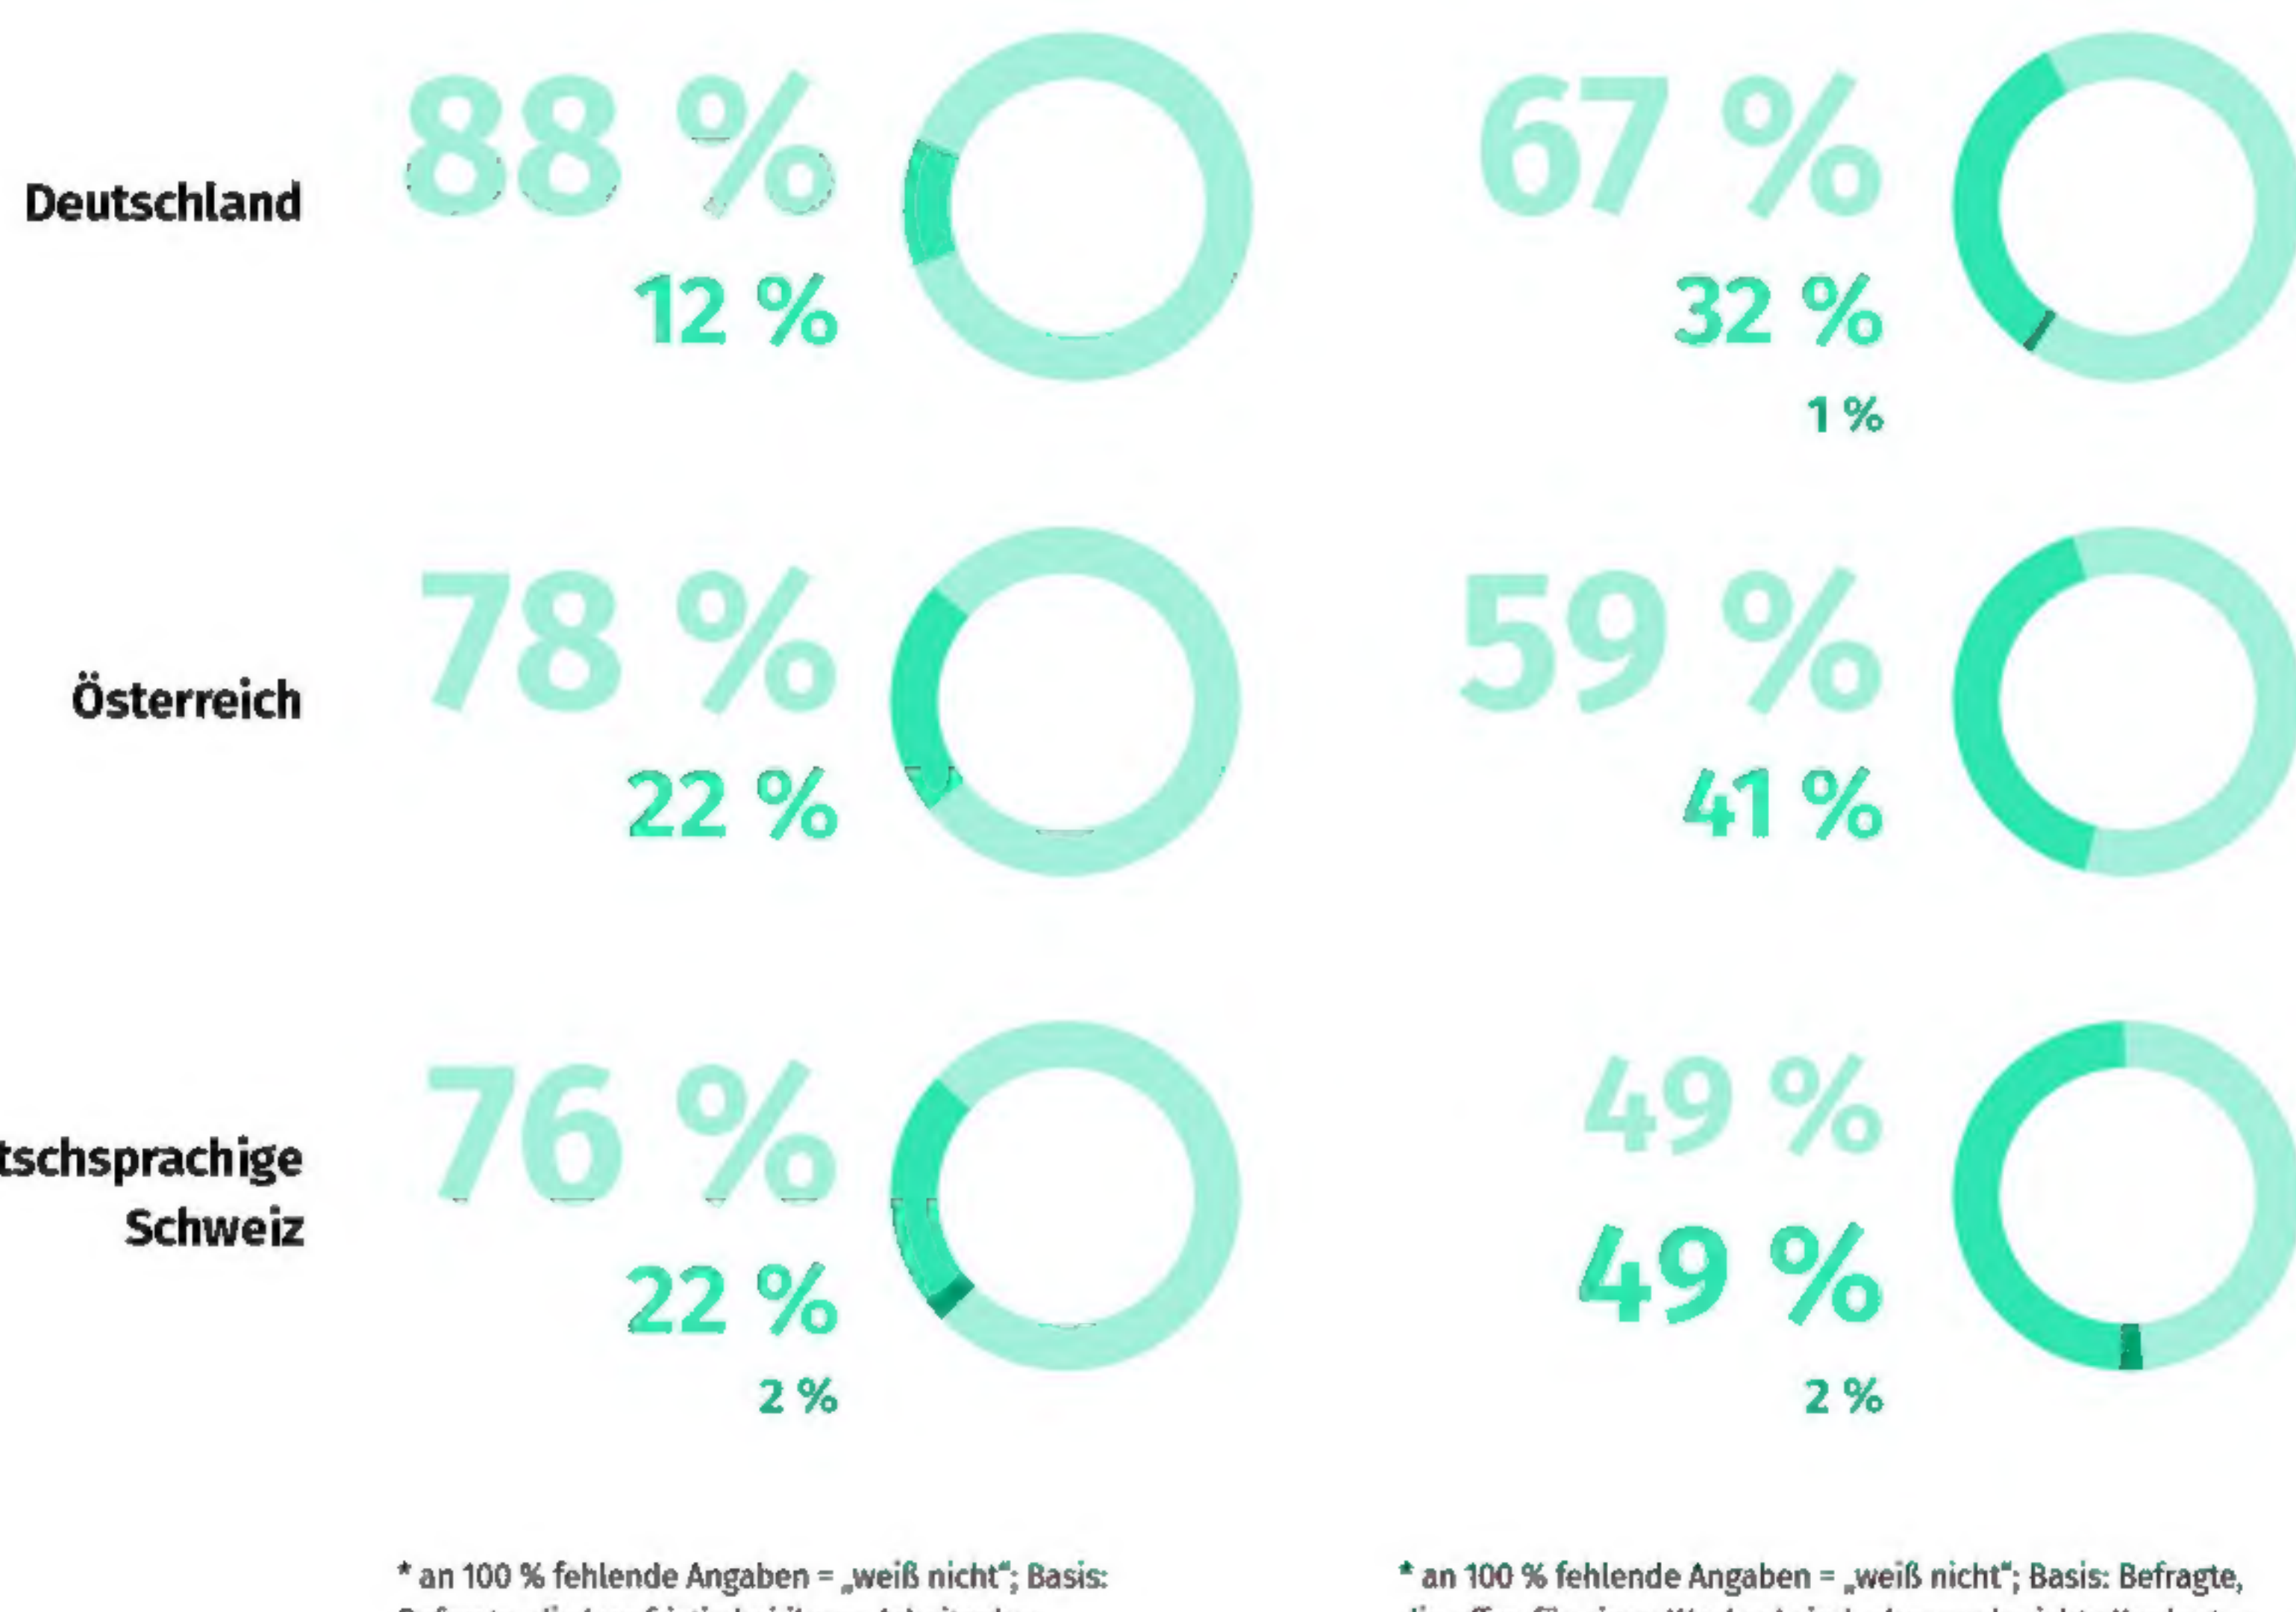 Deutschland
88 %
12 %
67 %
32 %
1 %
Österreich
78 %
22 %
59 %
41 %
tschsprachige
Schweiz
76 %
22 %
2 %
49 %
49 %
2 %
* an 100 % fehlende Angaben = „weiß nicht“; Basis:
* an 100 % fehlende Angaben = „weiß nicht“; Basis: Befragte,